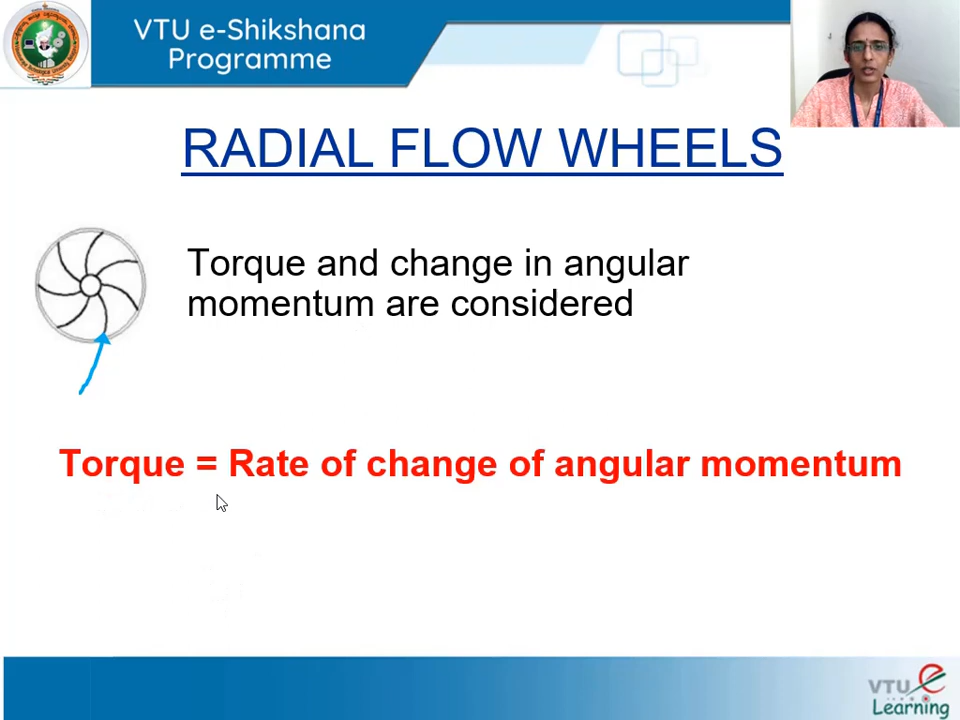 VTU e-Shikshana
Programme
RADIAL FLOW WHEELS
Torque and change in angular
momentum are considered
Torque = Rate of change of angular momentum
VTU e
Learning